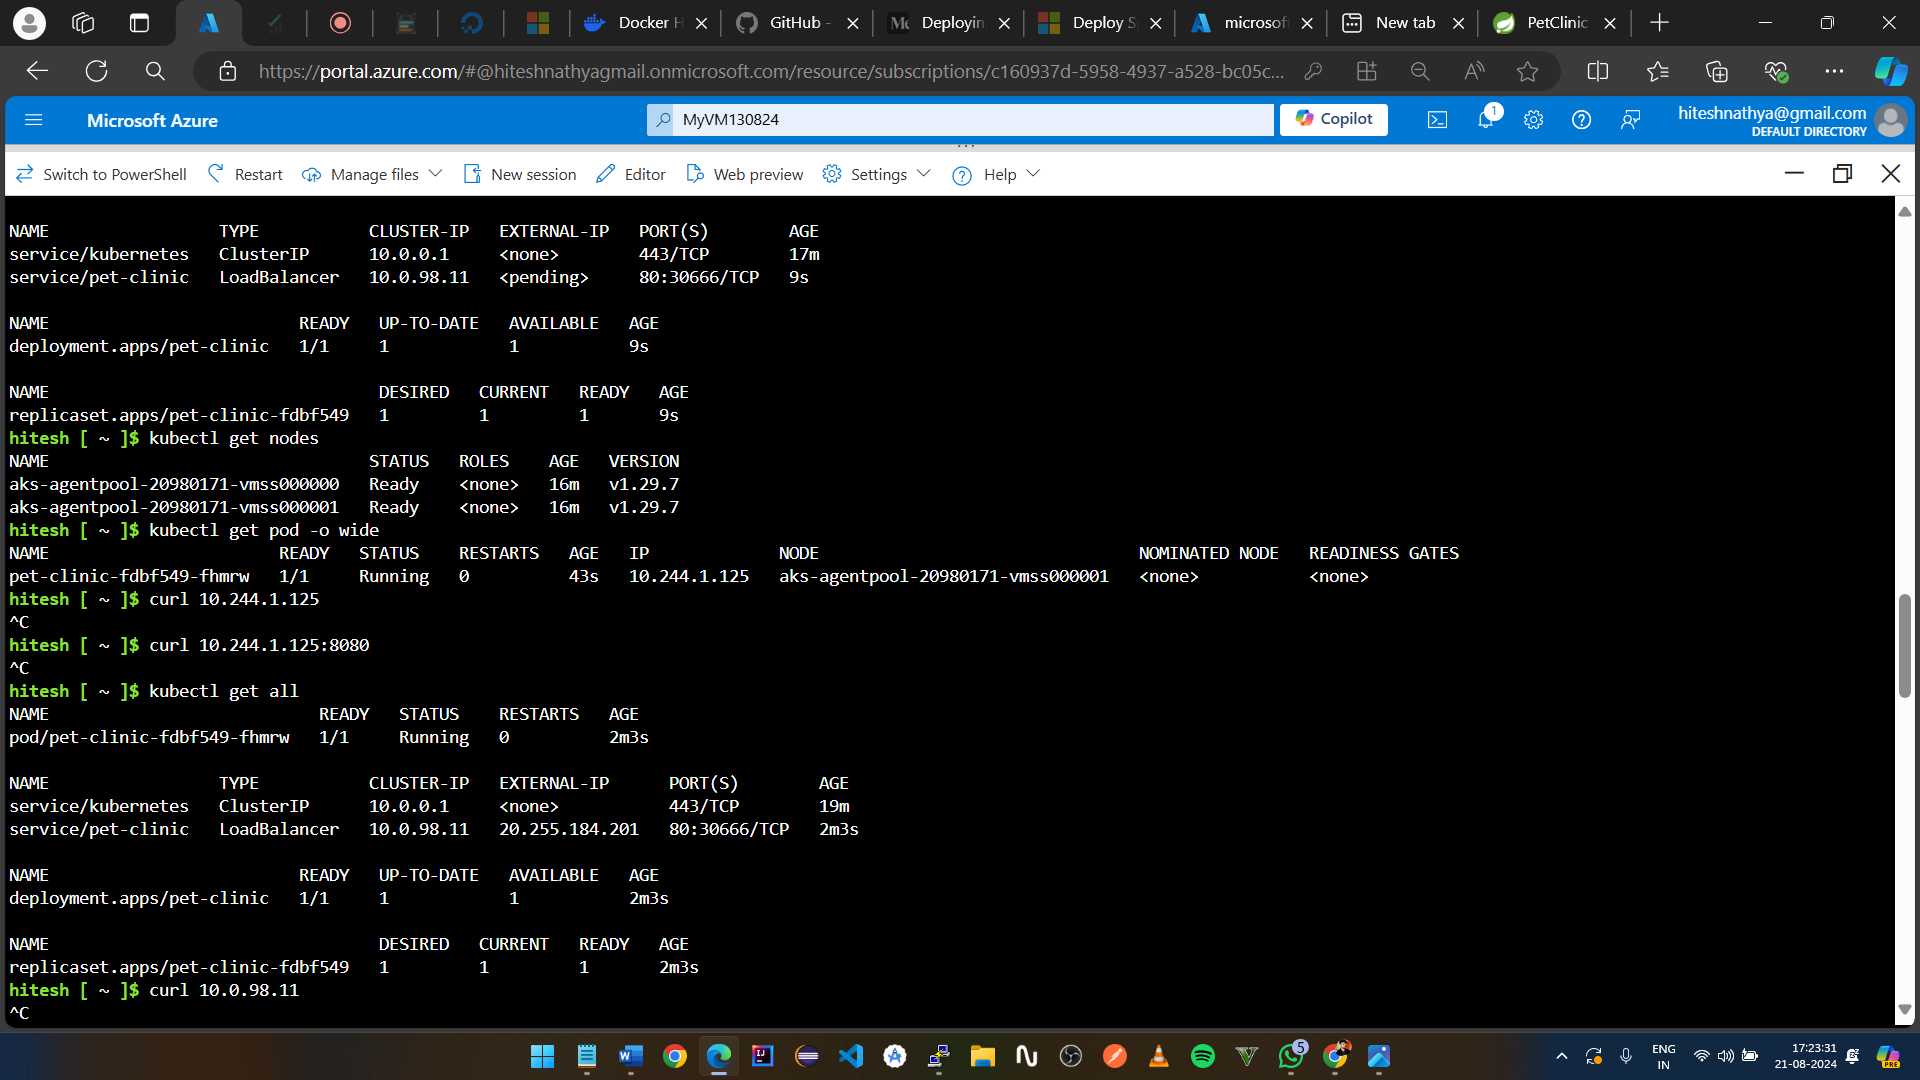 Docker H
GitHub -
Deployin
Deploy S
microsof
New tab
PetClinic
https://portal.azure.com/#@hiteshnathyagmail.onmicrosoft.com/resource/subscriptions/c160937d-5958-4937-a528-bc05c...
Microsoft Azure
MyVM130824
Copilot
1
hiteshnathya@gmail.com
DEFAULT DIRECTORY
Switch to PowerShell Restart Manage files New session Editor Web preview Settings Help
NAME TYPE CLUSTER-IP EXTERNAL-IP PORT(S) AGE
service/kubernetes ClusterIP 10.0.0.1 <none> 443/TCP 17m
service/pet-clinic LoadBalancer 10.0.98.11 <pending> 80:30666/TCP 9s
NAME READY UP-TO-DATE AVAILABLE AGE
deployment.apps/pet-clinic 1/1 1 1 9s
NAME DESIRED CURRENT READY AGE
replicaset.apps/pet-clinic-fdbf549 1 1 1 9s
hitesh [ ~ ]$ kubectl get nodes
NAME STATUS ROLES AGE VERSION
aks-agentpool-20980171-vmss000000 Ready <none> 16m v1.29.7
aks-agentpool-20980171-vmss000001 Ready <none> 16m v1.29.7
hitesh [ ~ ]$ kubectl get pod -o wide
NAME READY STATUS RESTARTS AGE IP NODE NOMINATED NODE READINESS GATES
pet-clinic-fdbf549-fhmrw 1/1 Running 0 43s 10.244.1.125 aks-agentpool-20980171-vmss000001 <none> <none>
hitesh [ ~ ]$ curl 10.244.1.125
^C
hitesh [ ~ ]$ curl 10.244.1.125:8080
^C
hitesh [ ~ ]$ kubectl get all
NAME READY STATUS RESTARTS AGE
pod/pet-clinic-fdbf549-fhmrw 1/1 Running 0 2m3s
NAME TYPE CLUSTER-IP EXTERNAL-IP PORT(S) AGE
service/kubernetes ClusterIP 10.0.0.1 <none> 443/TCP 19m
service/pet-clinic LoadBalancer 10.0.98.11 20.255.184.201 80:30666/TCP 2m3s
NAME READY UP-TO-DATE AVAILABLE AGE
deployment.apps/pet-clinic 1/1 1 1 2m3s
NAME DESIRED CURRENT READY AGE
replicaset.apps/pet-clinic-fdbf549 1 1 1 2m3s
hitesh [ ~ ]$ curl 10.0.98.11
^C
5
ENG
IN
17:23:31
21-08-2024
PRE